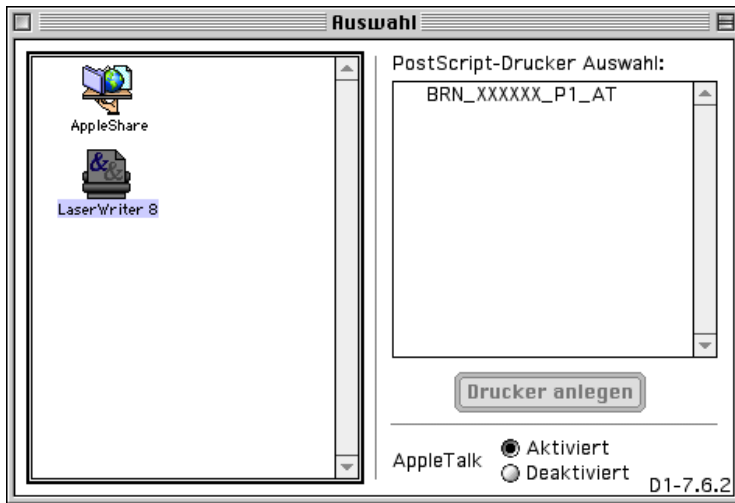 Auswahl
AppleShare
LaserWriter 8
PostScript-Drucker Auswahl:
BRN_XXXXXX_P1_AT
Drucker anlegen
AppleTalk
Aktiviert
Deaktiviert
D1-7.6.2